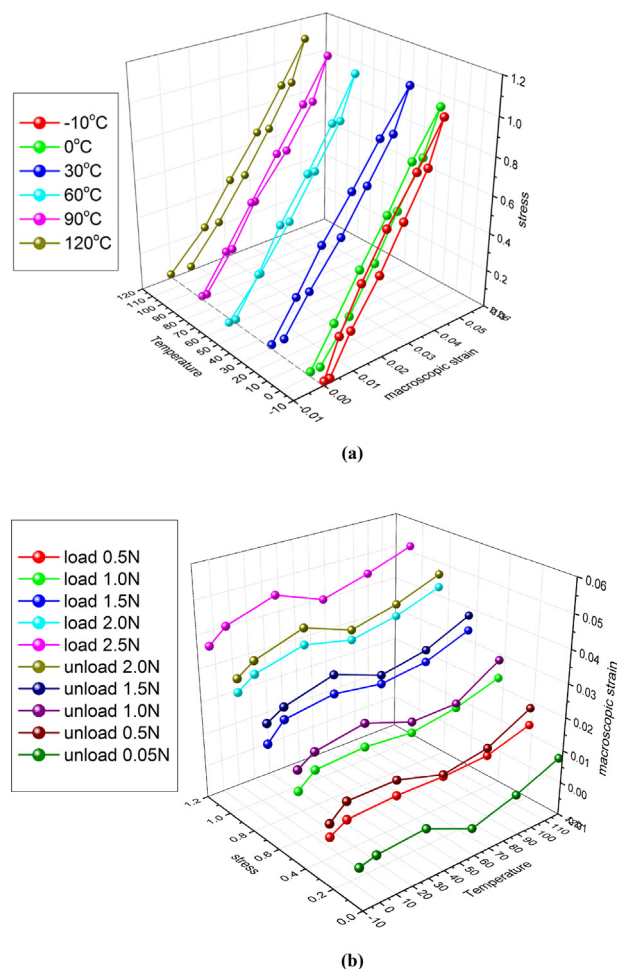 1.2
1.0
0.8
0.6
0.4
0.2
stress
-10°C
0°C
30°C
60°C
90°C
120°C
120
110
100
90
80
70
60
50
40
30
20
10
0
-10
Temperature
-0.01
0.00
0.01
0.02
0.03
0.04
0.05
macroscopic strain
(a)
load 0.5N
load 1.0N
load 1.5N
load 2.0N
load 2.5N
unload 2.0N
unload 1.5N
unload 1.0N
unload 0.5N
unload 0.05N
0.06
0.05
0.04
0.03
0.02
0.01
0.00
macroscopic strain
1.2
1.0
0.8
0.8
0.4
0.2
0.0
stress
-10
0
10
20
30
40
50
60
70
80
90
100
110
Temperature
(b)